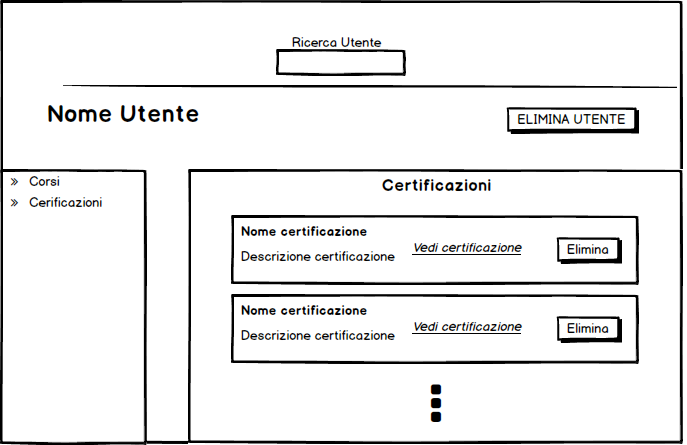 Ricerca Utente
Nome Utente
ELIMINA UTENTE
» Corsi
» Cerificazioni
Certificazioni
Nome certificazione
Descrizione certificazione
Vedi certificazione
Elimina
Nome certificazione
Descrizione certificazione
Vedi certificazione
Elimina